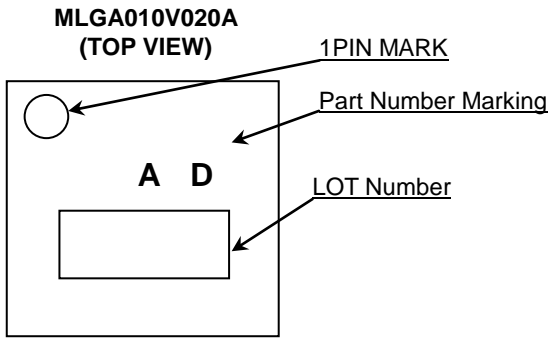 MLGA010V020A
(TOP VIEW)
1PIN MARK
Part Number Marking
A D
LOT Number